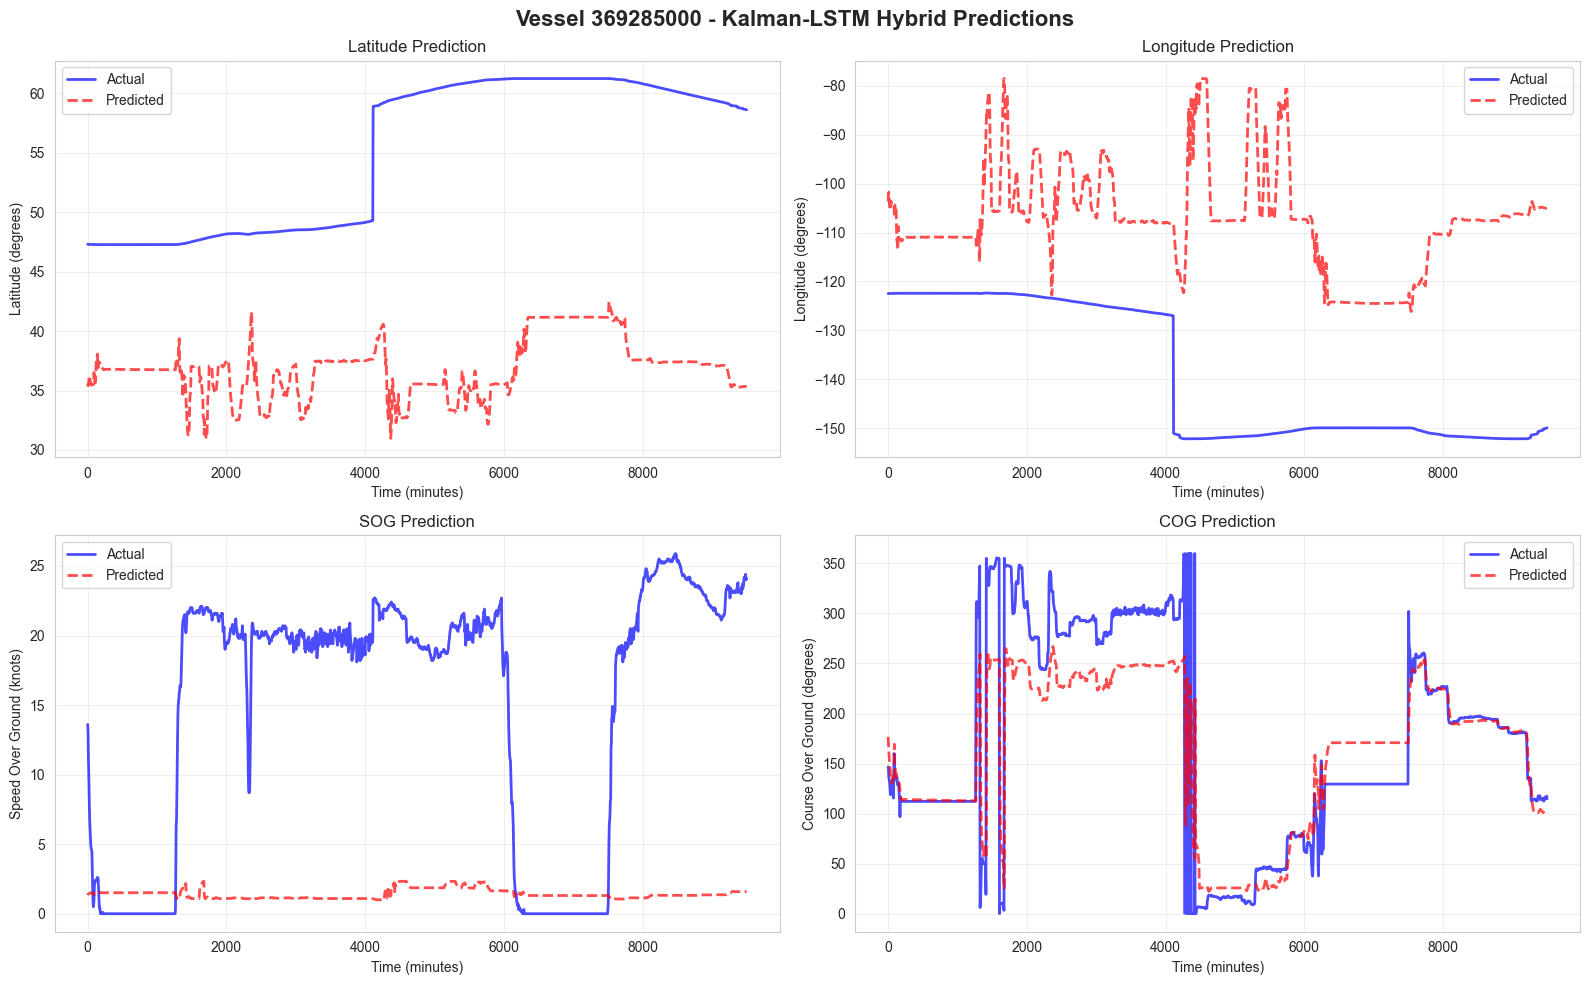 Vessel 369285000 - Kalman-LSTM Hybrid Predictions
Latitude Prediction
Actual
Predicted
Latitude (degrees)
60
55
50
45
40
35
30
0 2000 4000 6000 8000
Time (minutes)
Longitude Prediction
Actual
Predicted
Longitude (degrees)
−80
−90
−100
−110
−120
−130
−140
−150
0 2000 4000 6000 8000
Time (minutes)
SOG Prediction
Actual
Predicted
Speed Over Ground (knots)
25
20
15
10
5
0
0 2000 4000 6000 8000
Time (minutes)
COG Prediction
Actual
Predicted
Course Over Ground (degrees)
350
300
250
200
150
100
50
0
0 2000 4000 6000 8000
Time (minutes)